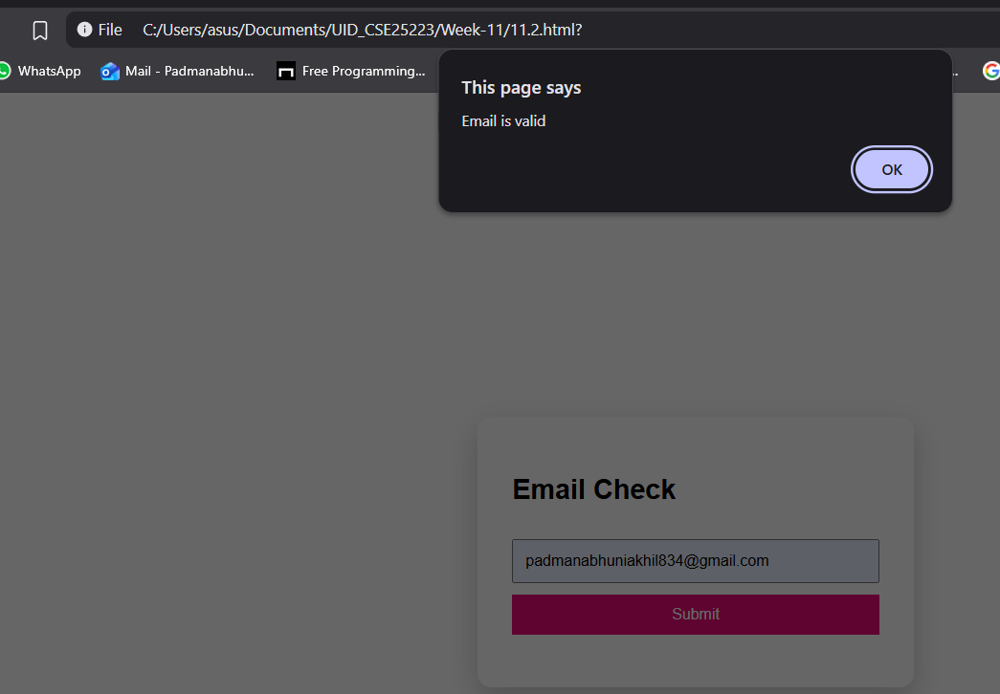 File C:/Users/asus/Documents/UID_CSE25223/Week-11/11.2.html?
WhatsApp Mail - Padmanabhu... Free Programming... ..
This page says
Email is valid
OK
Email Check
padmanabhuniakhil834@gmail.com
Submit